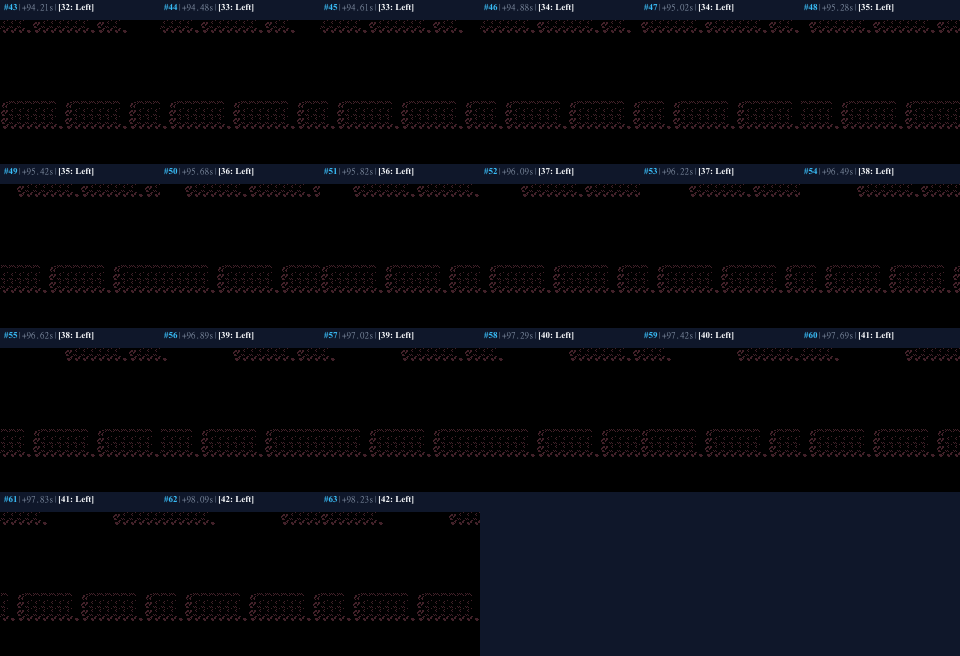 #43|+94.21s|[32: Left]
#44|+94.48s|[33: Left]
#45|+94.61s|[33: Left]
#46|+94.88s|[34: Left]
#47|+95.02s|[34: Left]
#48|+95.28s|[35: Left]
#49|+95.42s|[35: Left]
#50|+95.68s|[36: Left]
#51|+95.82s|[36: Left]
#52|+96.09s|[37: Left]
#53|+96.22s|[37: Left]
#54|+96.49s|[38: Left]
#55|+96.62s|[38: Left]
#56|+96.89s|[39: Left]
#57|+97.02s|[39: Left]
#58|+97.29s|[40: Left]
#59|+97.42s|[40: Left]
#60|+97.69s|[41: Left]
#61|+97.83s|[41: Left]
#62|+98.09s|[42: Left]
#63|+98.23s|[42: Left]